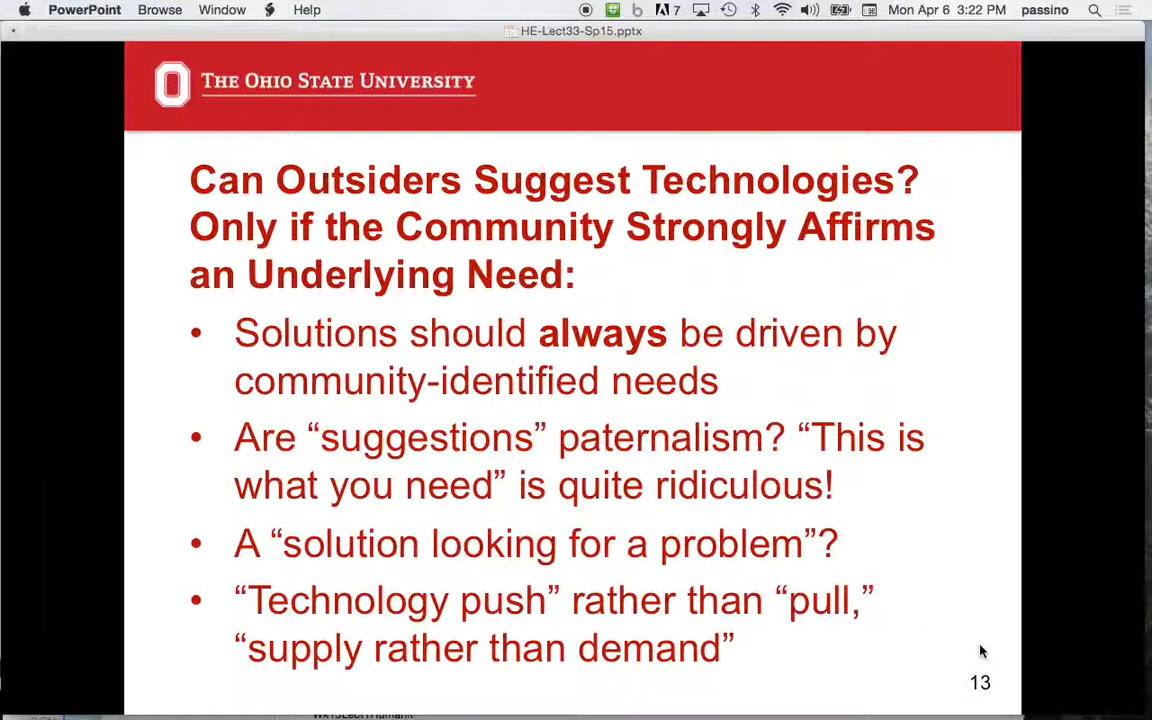 PowerPoint Browse Window Help 7 Mon Apr 6 3:22 PM passino
HE-Lect33-Sp15.pptx
THE OHIO STATE UNIVERSITY
Can Outsiders Suggest Technologies?
Only if the Community Strongly Affirms
an Underlying Need:
• Solutions should always be driven by
community-identified needs
• Are “suggestions” paternalism? “This is
what you need” is quite ridiculous!
• A “solution looking for a problem”?
• “Technology push” rather than “pull,”
“supply rather than demand”
13